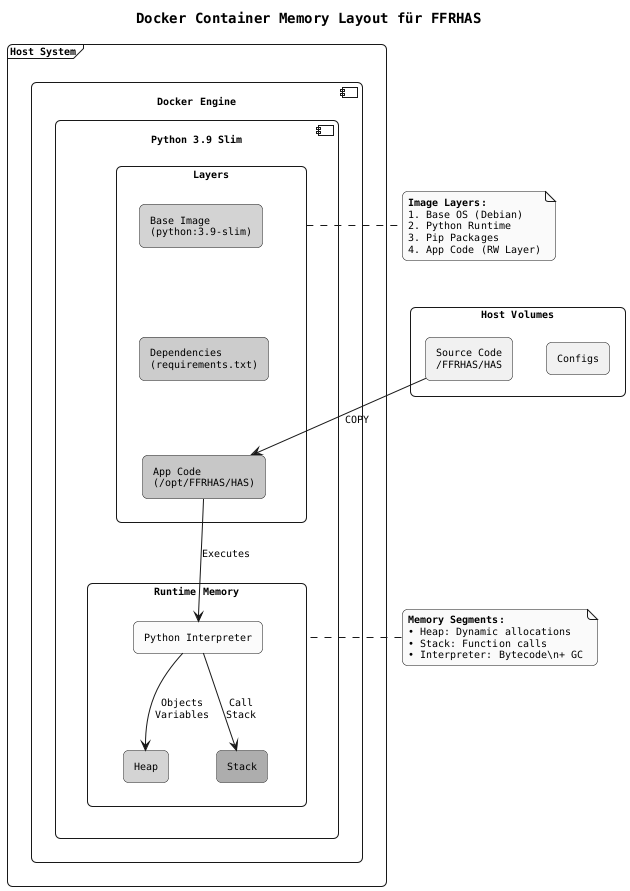 Docker Container Memory Layout für FFRHAS
Host System
Docker Engine
Python 3.9 Slim
Layers
Base Image
(python:3.9-slim)
Image Layers:
1. Base OS (Debian)
2. Python Runtime
3. Pip Packages
4. App Code (RW Layer)
Host Volumes
Source Code
/FFRHAS/HAS
Configs
Dependencies
(requirements.txt)
COPY
App Code
(/opt/FFRHAS/HAS)
Executes
Runtime Memory
Python Interpreter
Memory Segments:
• Heap: Dynamic allocations
• Stack: Function calls
• Interpreter: Bytecode\n+ GC
Objects
Variables
Call
Stack
Heap
Stack